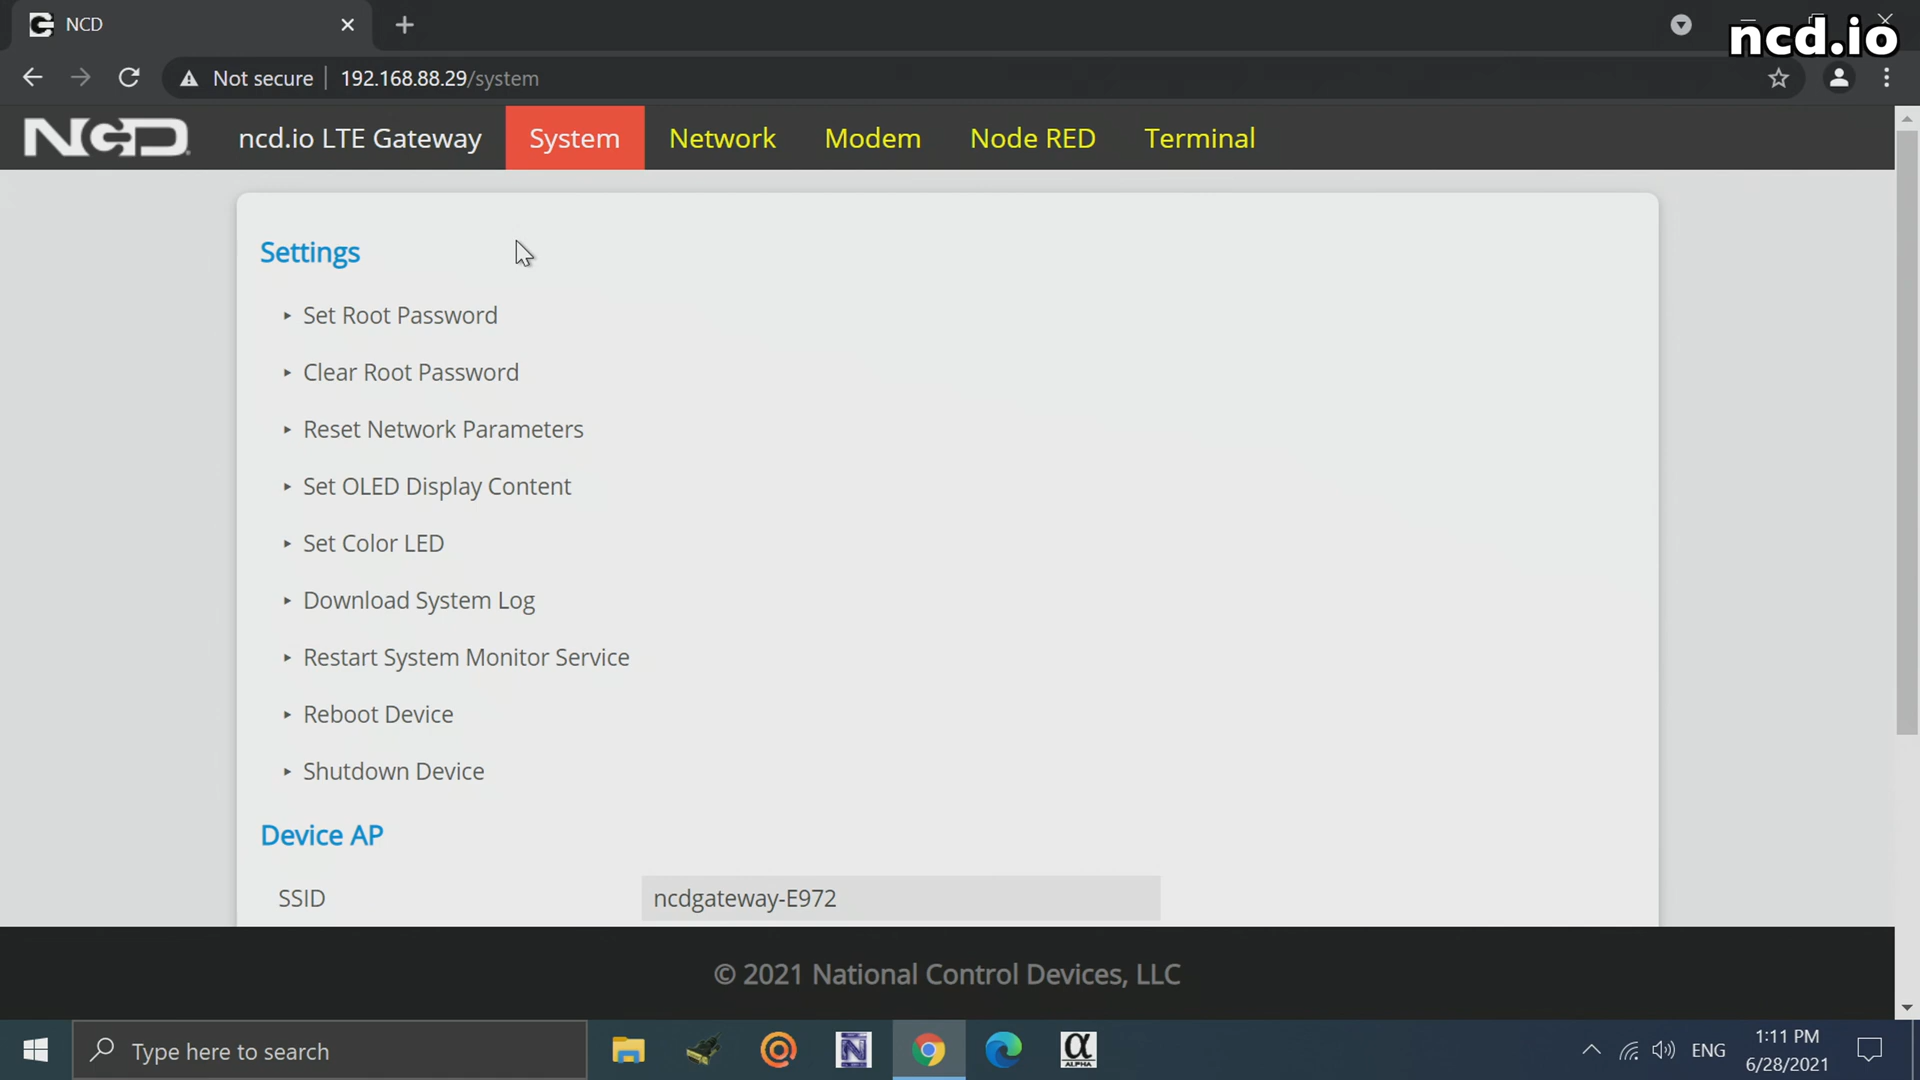 NCD
ncd.io
Not secure
192.168.88.29/system
NCD
ncd.io LTE Gateway
System
Network
Modem
Node RED
Terminal
Settings
Set Root Password
Clear Root Password
Reset Network Parameters
Set OLED Display Content
Set Color LED
Download System Log
Restart System Monitor Service
Reboot Device
Shutdown Device
Device AP
SSID
ncdgateway-E972
© 2021 National Control Devices, LLC
Type here to search
N
α
ALPHA
ENG
1:11 PM
6/28/2021